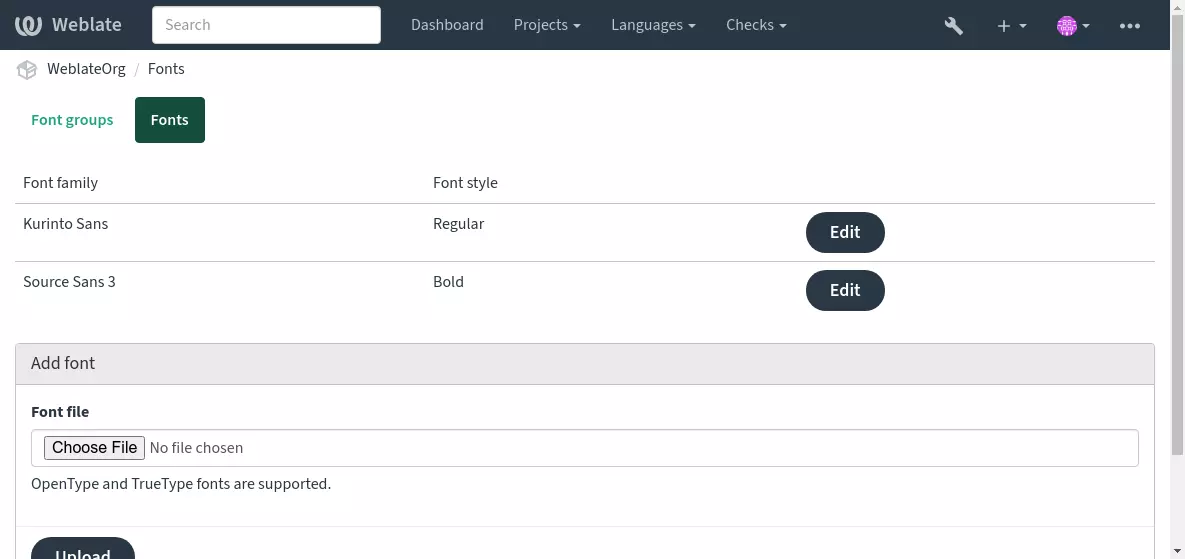 Weblate Search Dashboard Projects Languages Checks
WeblateOrg / Fonts
Font groups Fonts
Font family Font style
Kurinto Sans Regular Edit
Source Sans 3 Bold Edit
Add font
Font file
Choose File No file chosen
OpenType and TrueType fonts are supported.
Upload